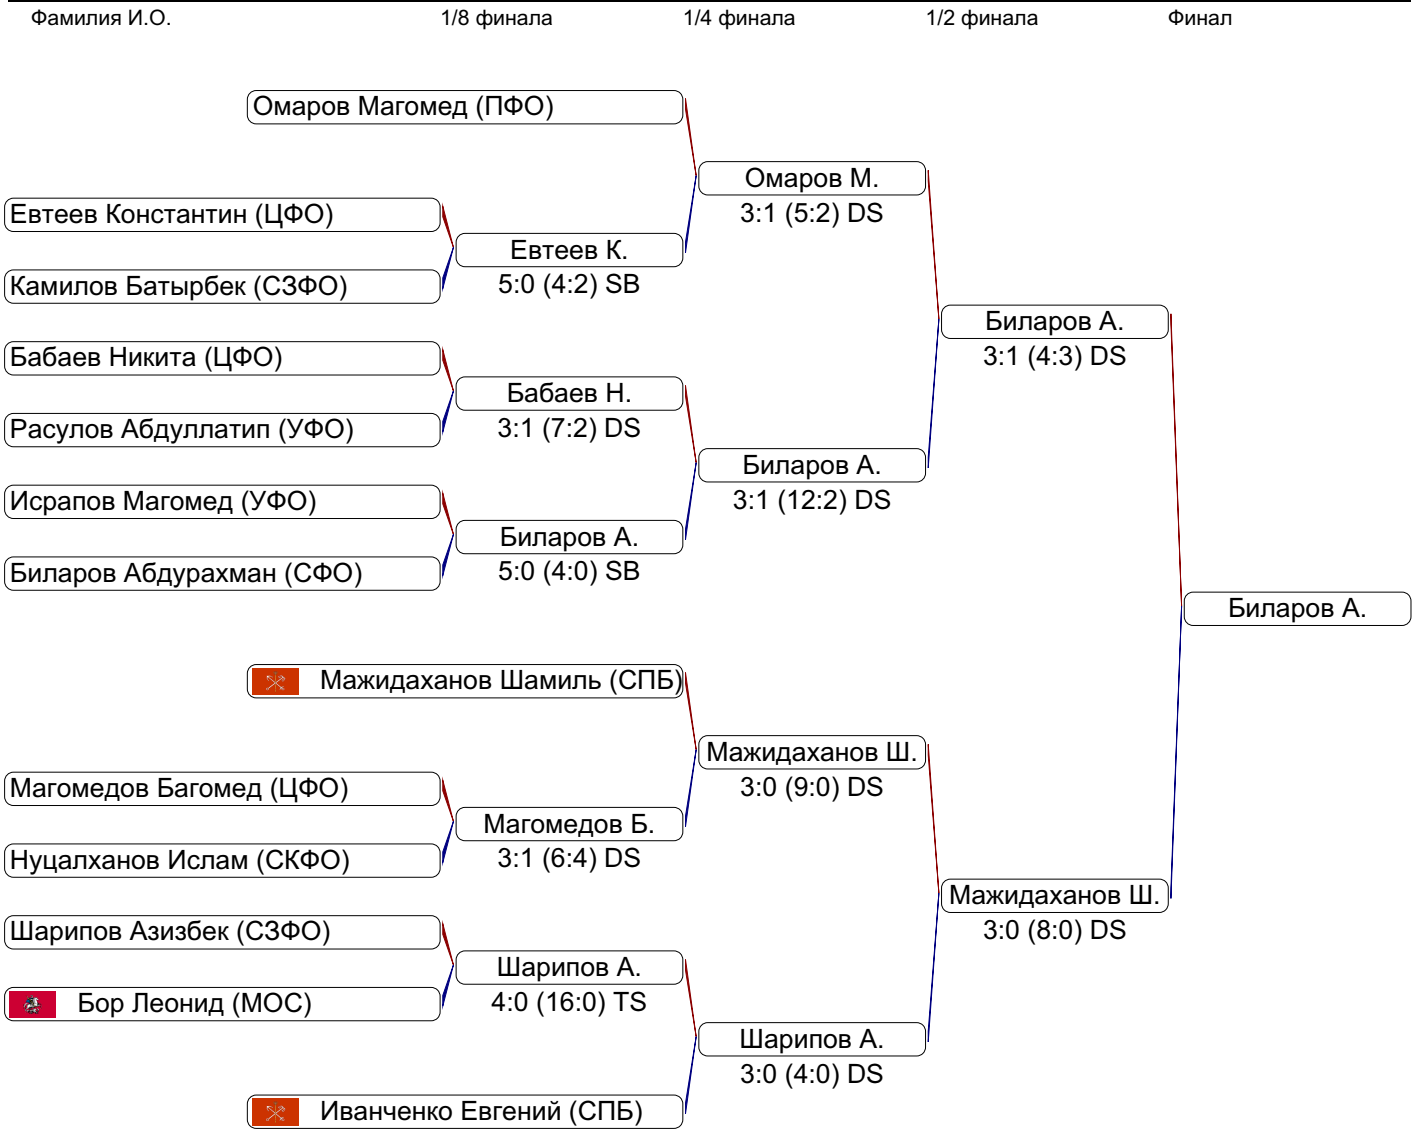 Фамилия И.О. 1/8 финала 1/4 финала 1/2 финала Финал
Омаров Магомед (ПФО)
Омаров М.
3:1 (5:2) DS
Евтеев Константин (ЦФО)
Евтеев К.
5:0 (4:2) SB
Камилов Батырбек (СЗФО)
Биларов А.
3:1 (4:3) DS
Бабаев Никита (ЦФО)
Бабаев Н.
3:1 (7:2) DS
Расулов Абдуллатип (УФО)
Биларов А.
3:1 (12:2) DS
Исрапов Магомед (УФО)
Биларов А.
5:0 (4:0) SB
Биларов Абдурахман (СФО)
Биларов А.
Мажидаханов Шамиль (СПБ)
Мажидаханов Ш.
3:0 (9:0) DS
Магомедов Багомед (ЦФО)
Магомедов Б.
3:1 (6:4) DS
Нуцалханов Ислам (СКФО)
Мажидаханов Ш.
3:0 (8:0) DS
Шарипов Азизбек (СЗФО)
Шарипов А.
4:0 (16:0) TS
Бор Леонид (МОС)
Шарипов А.
3:0 (4:0) DS
Иванченко Евгений (СПБ)